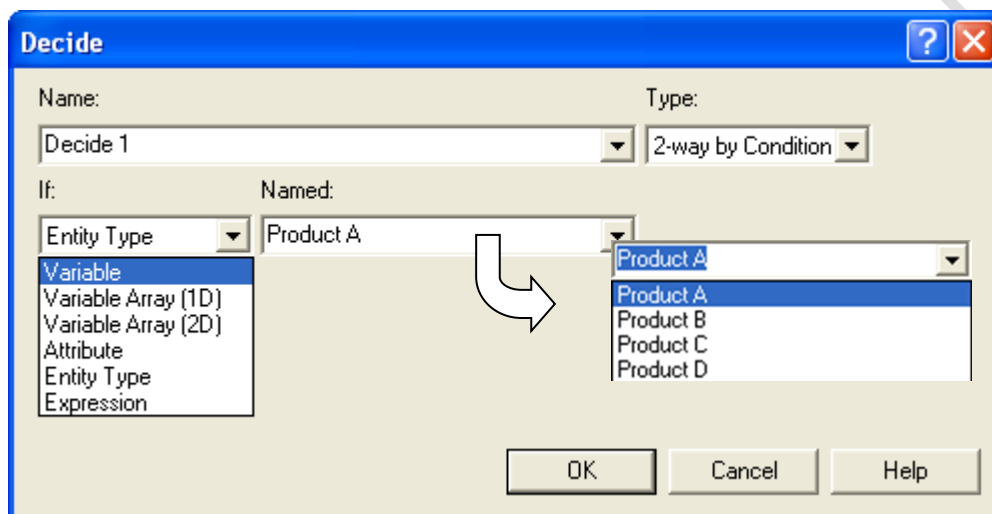 Decide
Name: Type:
Decide 1 2-way by Condition
If: Named:
Entity Type Product A
Product A
Variable
Variable Array (1D)
Variable Array (2D)
Attribute
Entity Type
Expression
Product A
Product B
Product C
Product D
OK Cancel Help